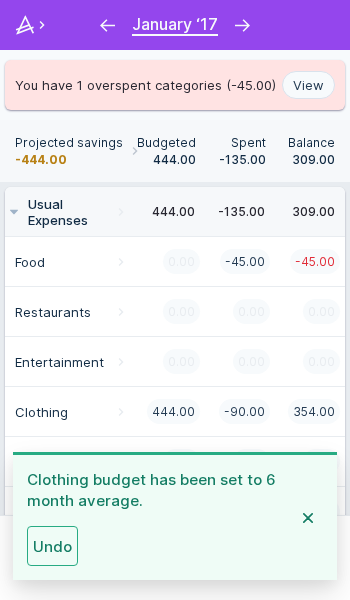 January ‘17
You have 1 overspent categories (-45.00) View
Projected savings Budgeted Spent Balance
-444.00 444.00 -135.00 309.00
Usual Expenses 444.00 -135.00 309.00
Food 0.00 -45.00 -45.00
Restaurants 0.00 0.00 0.00
Entertainment 0.00 0.00 0.00
Clothing 444.00 -90.00 354.00
Clothing budget has been set to 6
month average.
Undo